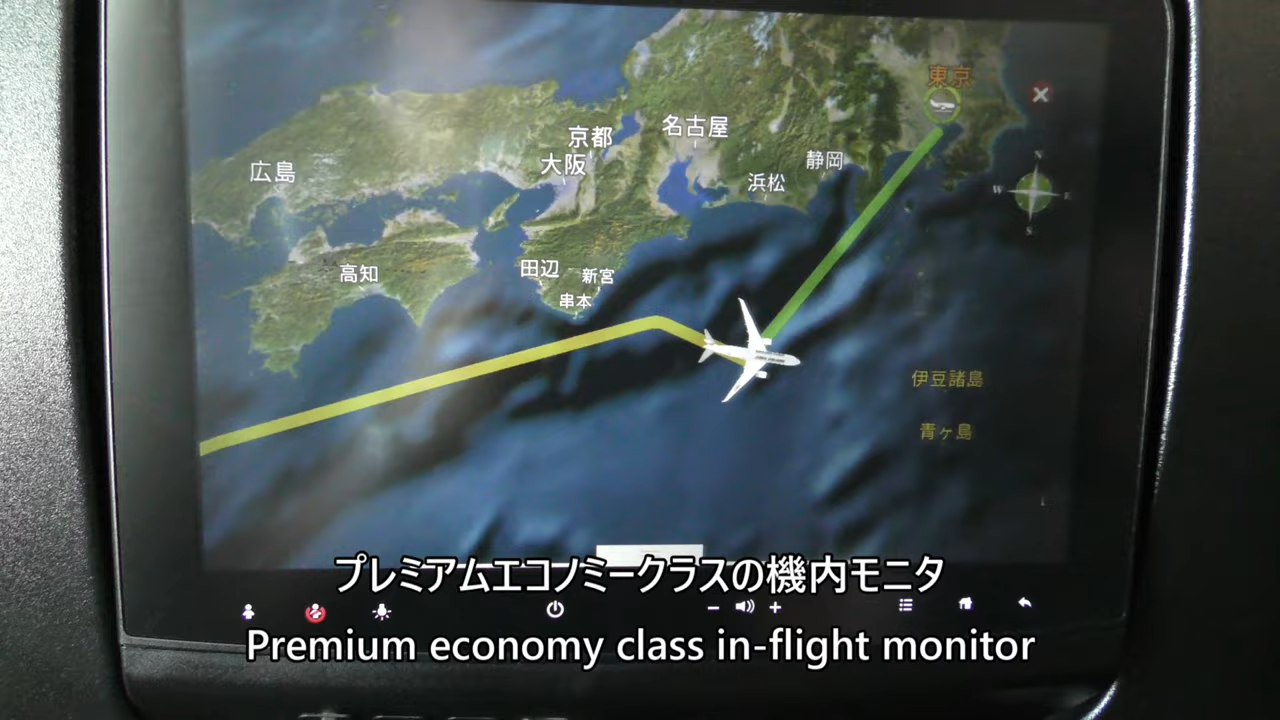 東京
名古屋
京都
大阪
静岡
広島
浜松
N
W
E
S
高知
田辺
新宮
串本
伊豆諸島
青ヶ島
プレミアムエコノミークラスの機内モニタ
Premium economy class in-flight monitor